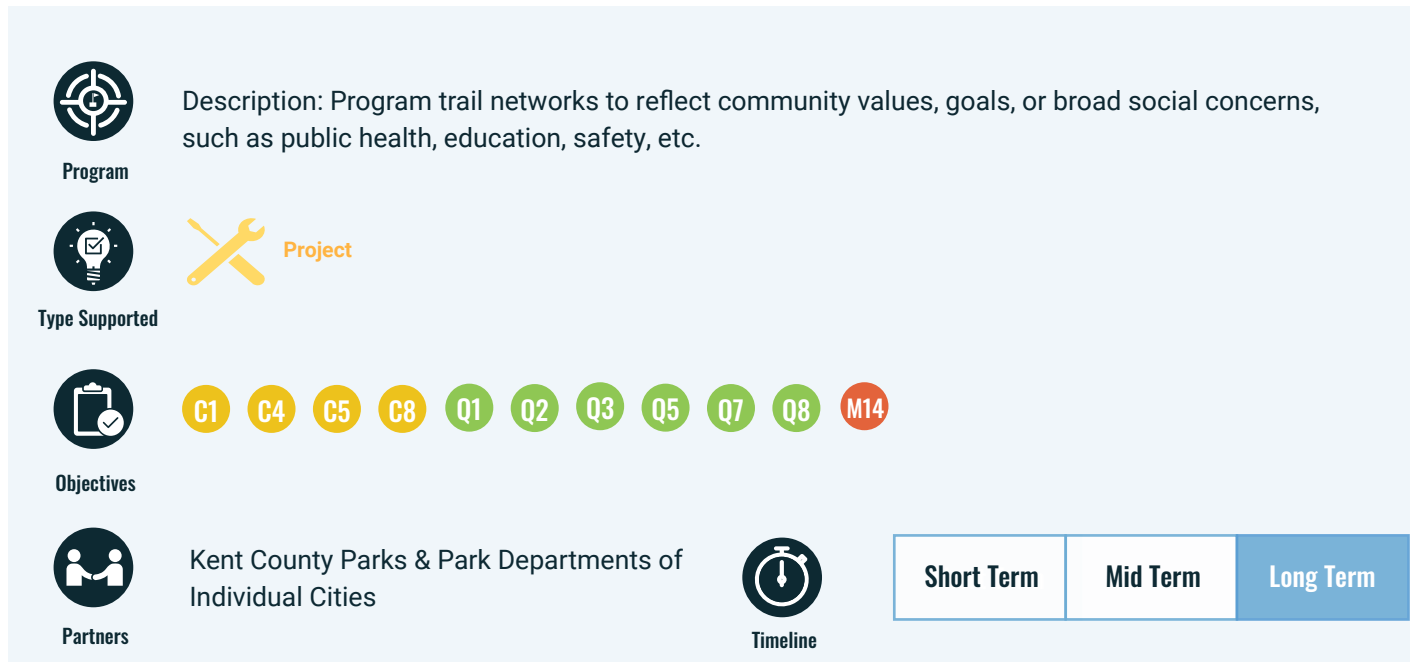 Description: Program trail networks to reflect community values, goals, or broad social concerns,
such as public health, education, safety, etc.
Program
Project
Type Supported
C1 C4 C5 C8 Q1 Q2 Q3 Q5 Q7 Q8 M14
Objectives
Kent County Parks & Park Departments of
Individual Cities
Partners
Timeline
Short Term Mid Term Long Term